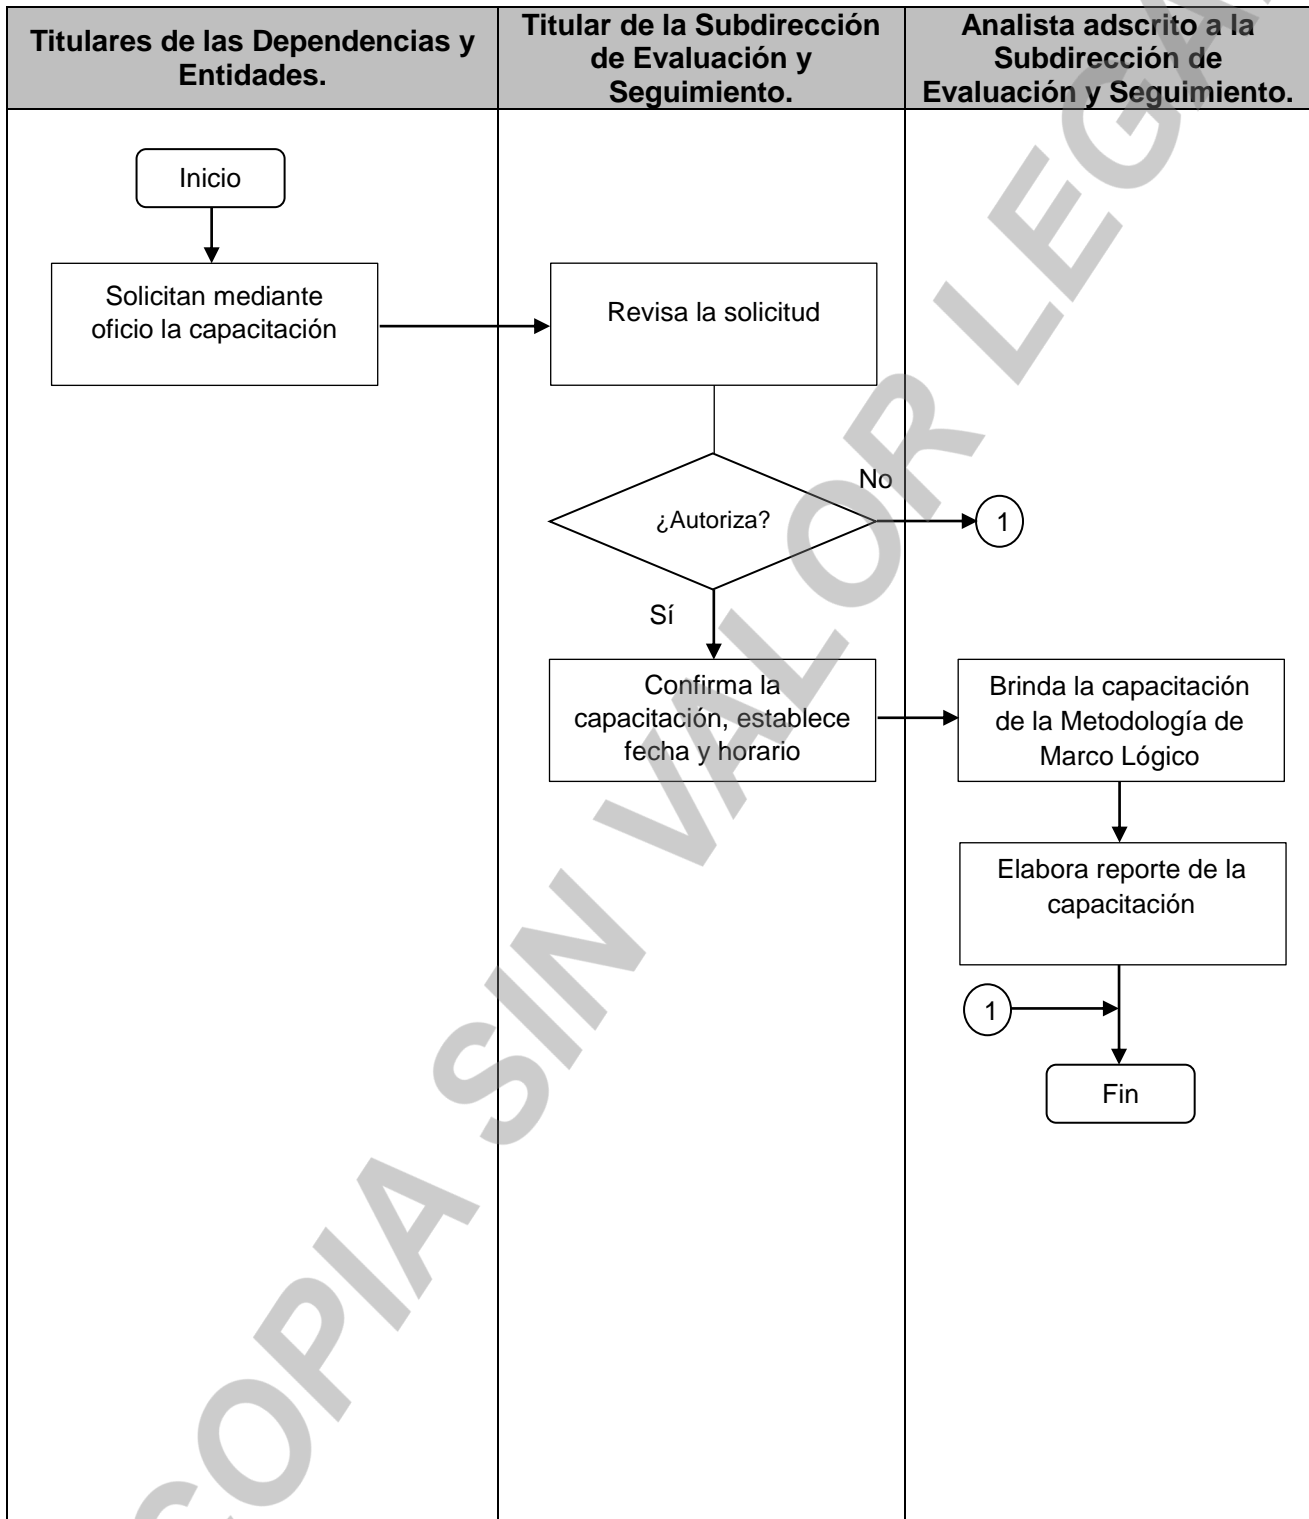 Titulares de las Dependencias y
Entidades.
Titular de la Subdirección
de Evaluación y
Seguimiento.
Analista adscrito a la
Subdirección de
Evaluación y Seguimiento.
Inicio
Solicitan mediante
oficio la capacitación
Revisa la solicitud
¿Autoriza?
No
1
Sí
Confirma la
capacitación, establece
fecha y horario
Brinda la capacitación
de la Metodología de
Marco Lógico
Elabora reporte de la
capacitación
1
Fin
COPIA SIN VALOR LEGAL